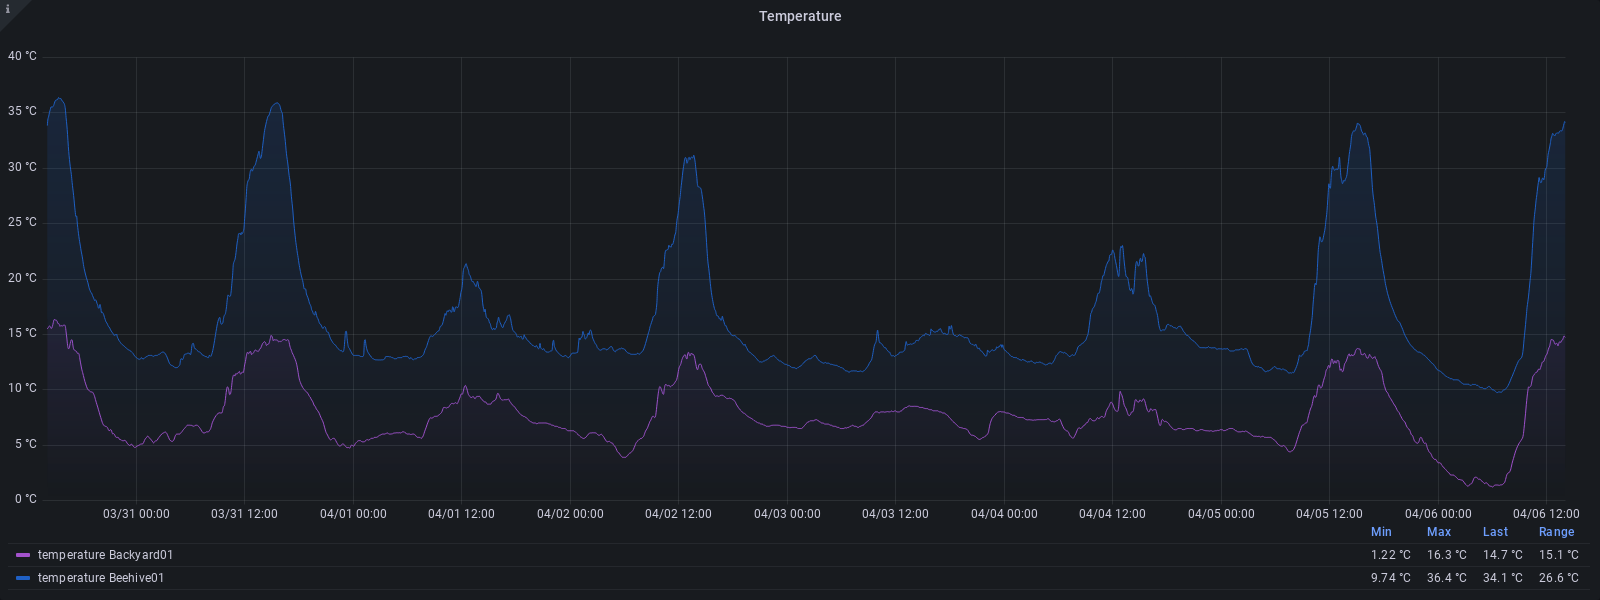 i
Temperature
40 °C
35 °C
30 °C
25 °C
20 °C
15 °C
10 °C
5 °C
0 °C
03/31 00:00 03/31 12:00 04/01 00:00 04/01 12:00 04/02 00:00 04/02 12:00 04/03 00:00 04/03 12:00 04/04 00:00 04/04 12:00 04/05 00:00 04/05 12:00 04/06 00:00 04/06 12:00
Min Max Last Range
temperature Backyard01 1.22 °C 16.3 °C 14.7 °C 15.1 °C
temperature Beehive01 9.74 °C 36.4 °C 34.1 °C 26.6 °C